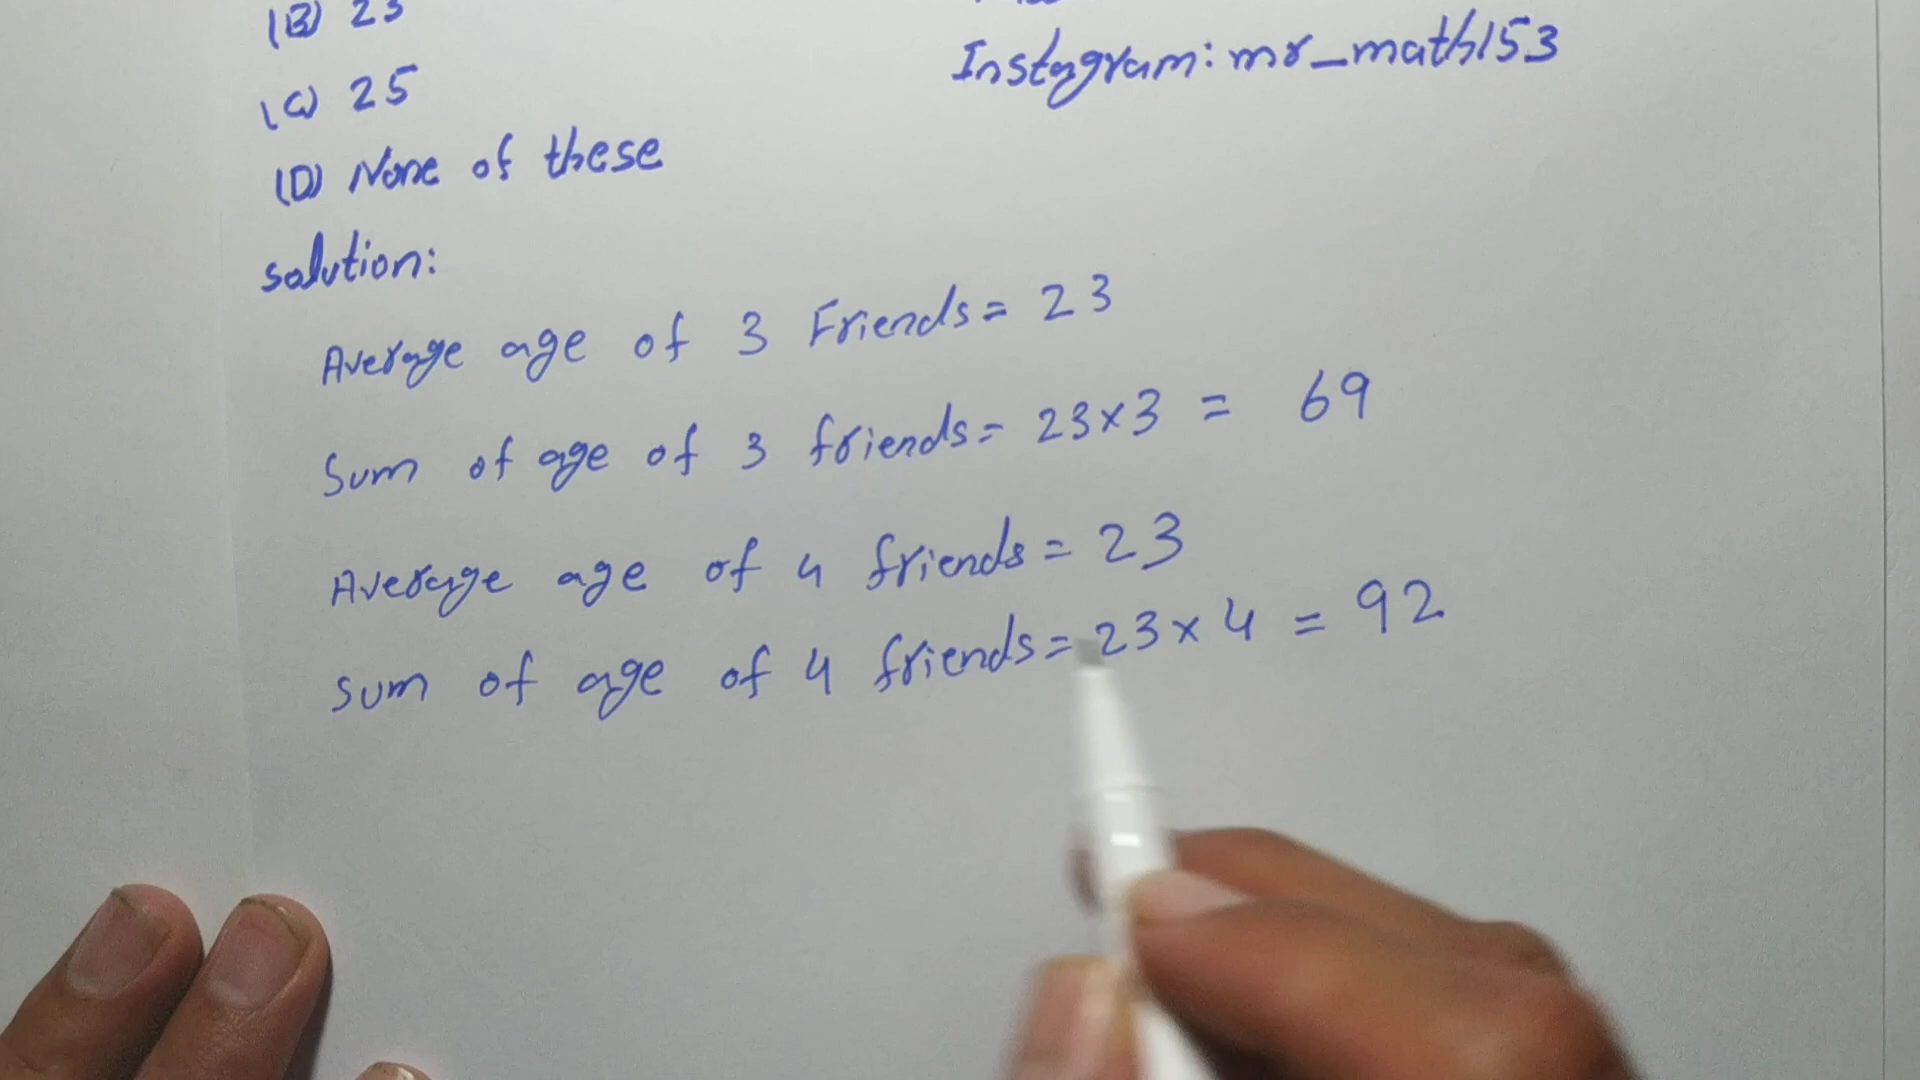 (B) 23
Instagram: mr_math153
(C) 25
(D) None of these
solution:
Average age of 3 Friends = 23
Sum of age of 3 friends = 23×3 = 69
Average age of 4 friends = 23
Sum of age of 4 friends = 23×4 = 92